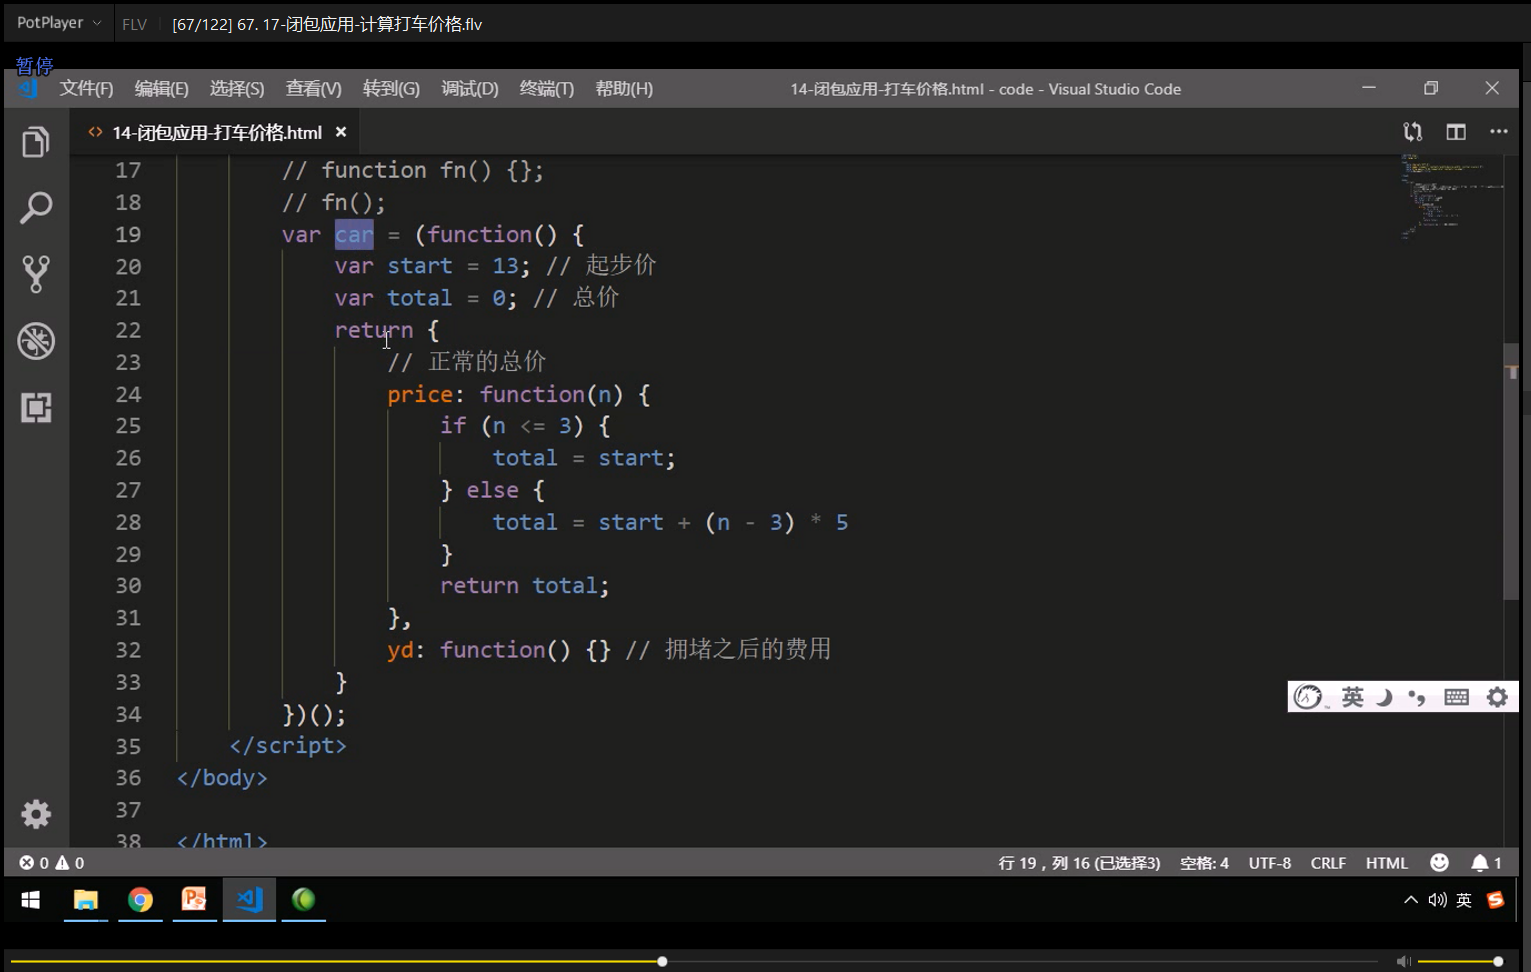 PotPlayer FLV [67/122] 67. 17-闭包应用-计算打车价格.flv
暂停
文件(F) 编辑(E) 选择(S) 查看(V) 转到(G) 调试(D) 终端(T) 帮助(H) 14-闭包应用-打车价格.html - code - Visual Studio Code
<> 14-闭包应用-打车价格.html ×
17 // function fn() {};
18 // fn();
19 var car = (function() {
20 var start = 13; // 起步价
21 var total = 0; // 总价
22 return {
23 // 正常的总价
24 price: function(n) {
25 if (n <= 3) {
26 total = start;
27 } else {
28 total = start + (n - 3) * 5
29 }
30 return total;
31 },
32 yd: function() {} // 拥堵之后的费用
33 }
34 })();
35 </script>
36 </body>
37
38 </html>
英
0 0 行 19，列 16 (已选择3) 空格: 4 UTF-8 CRLF HTML 1
英